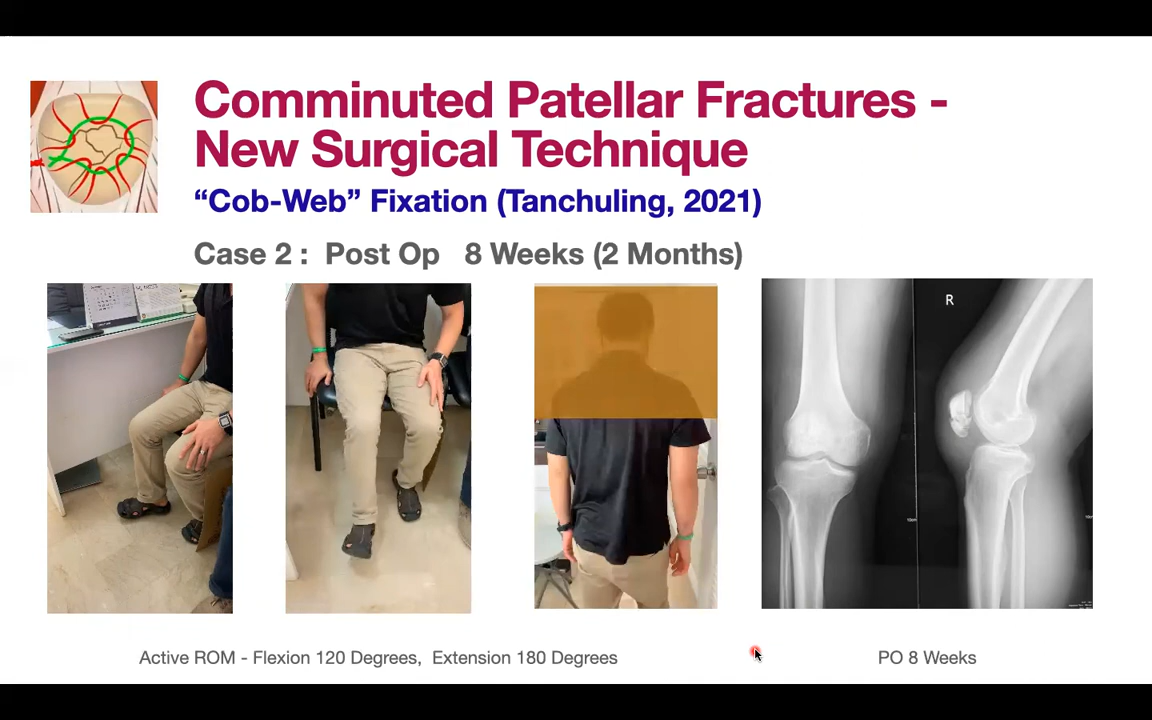 Comminuted Patellar Fractures -
New Surgical Technique
“Cob-Web” Fixation (Tanchuling, 2021)
Case 2 : Post Op 8 Weeks (2 Months)
R
Active ROM - Flexion 120 Degrees, Extension 180 Degrees
PO 8 Weeks